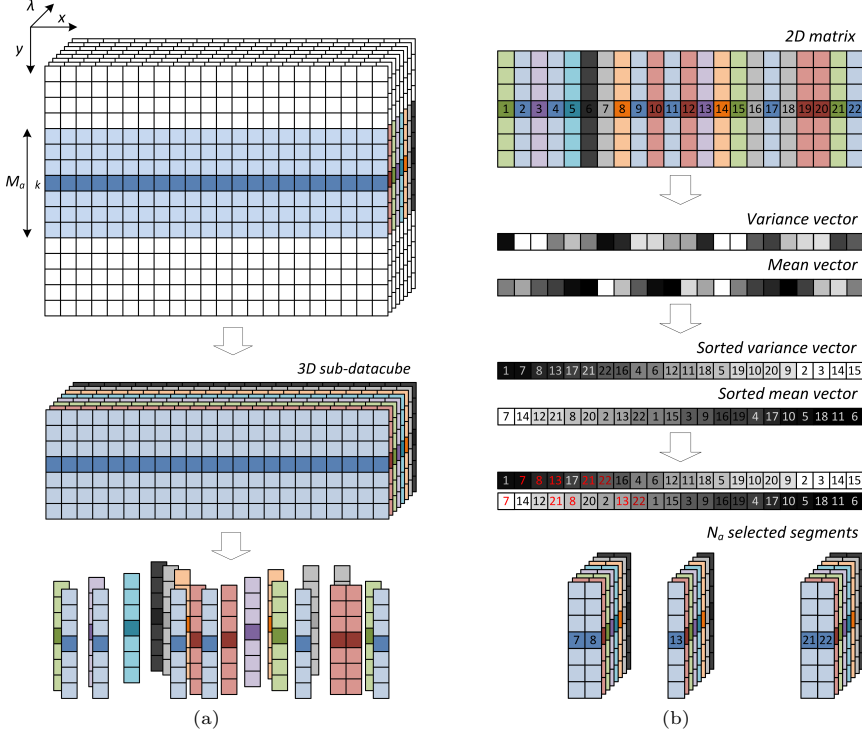 λ
x
y
M_a
k
3D sub-datacube
(a)
2D matrix
1 2 3 4 5 6 7 8 9 10 11 12 13 14 15 16 17 18 19 20 21 22
Variance vector
Mean vector
Sorted variance vector
1 7 8 13 17 21 22 16 4 6 12 11 18 5 19 10 20 9 2 3 14 15
Sorted mean vector
7 14 12 21 8 20 2 13 22 1 15 3 9 16 19 4 17 10 5 18 11 6
1 7 8 13 17 21 22 16 4 6 12 11 18 5 19 10 20 9 2 3 14 15
7 14 12 21 8 20 2 13 22 1 15 3 9 16 19 4 17 10 5 18 11 6
N_a selected segments
7 8 13 21 22
(b)